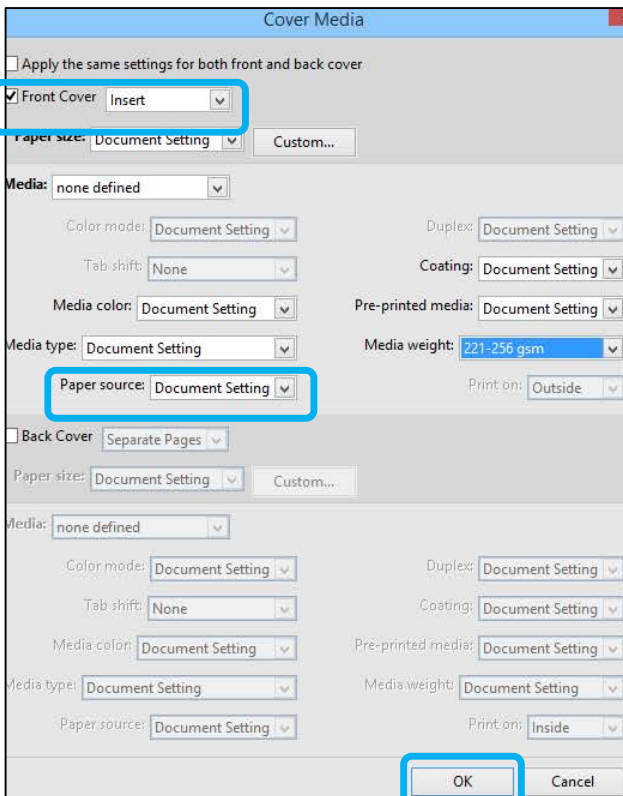 Cover Media
Apply the same settings for both front and back cover
Front Cover Insert
Paper size: Document Setting Custom...
Media: none defined
Color mode: Document Setting Duplex: Document Setting
Tab shift: None Coating: Document Setting
Media color: Document Setting Pre-printed media: Document Setting
Media type: Document Setting Media weight: 221-256 gsm
Paper source: Document Setting Print on: Outside
Back Cover Separate Pages
Paper size: Document Setting Custom...
Media: none defined
Color mode: Document Setting Duplex: Document Setting
Tab shift: None Coating: Document Setting
Media color: Document Setting Pre-printed media: Document Setting
Media type: Document Setting Media weight: Document Setting
Paper source: Document Setting Print on: Inside
OK Cancel